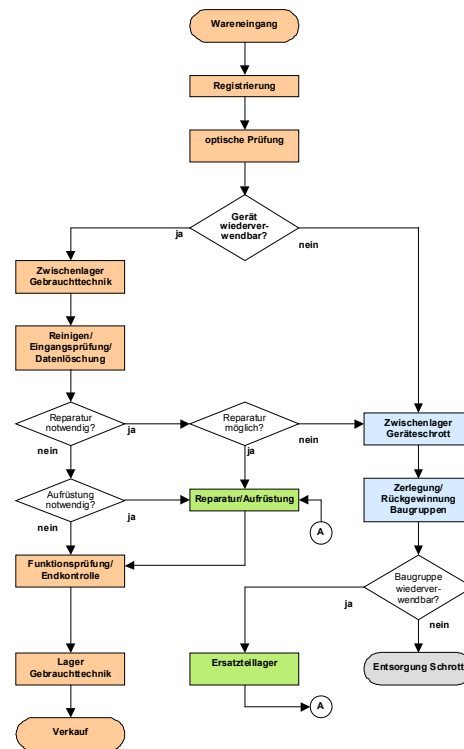 Wareneingang
Registrierung
optische Prüfung
Gerät
wiederver-
wendbar?
ja
nein
Zwischenlager
Gebrauchttechnik
Reinigen/
Eingangsprüfung/
Datenlöschung
Reparatur
notwendig?
ja
nein
Reparatur
möglich?
nein
ja
Zwischenlager
Geräteschrott
Aufrüstung
notwendig?
ja
nein
Reparatur/Aufrüstung
A
Zerlegung/
Rückgewinnung
Baugruppen
Funktionsprüfung/
Endkontrolle
Baugruppe
wiederver-
wendbar?
ja
nein
Lager
Gebrauchttechnik
Ersatzteillager
Entsorgung Schrott
A
Verkauf